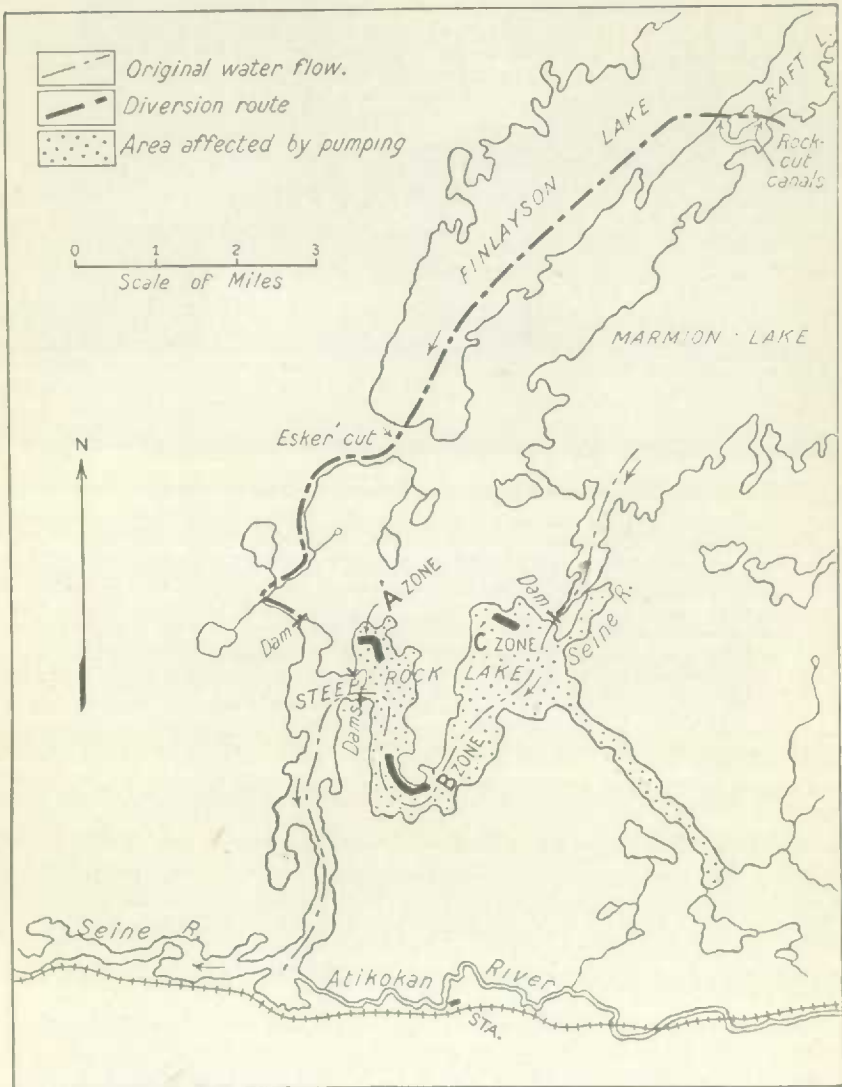 Original water flow.
Diversion route
Area affected by pumping
0 1 2 3
Scale of Miles
RAFT L.
Rock-
cut
canals
FINLAYSON LAKE
MARMION LAKE
N
Esker cut
A ZONE
Dam
Dam
C ZONE
Seine R.
STEEP ROCK LAKE
Dams
B ZONE
Seine R.
Atikokan River
STA.